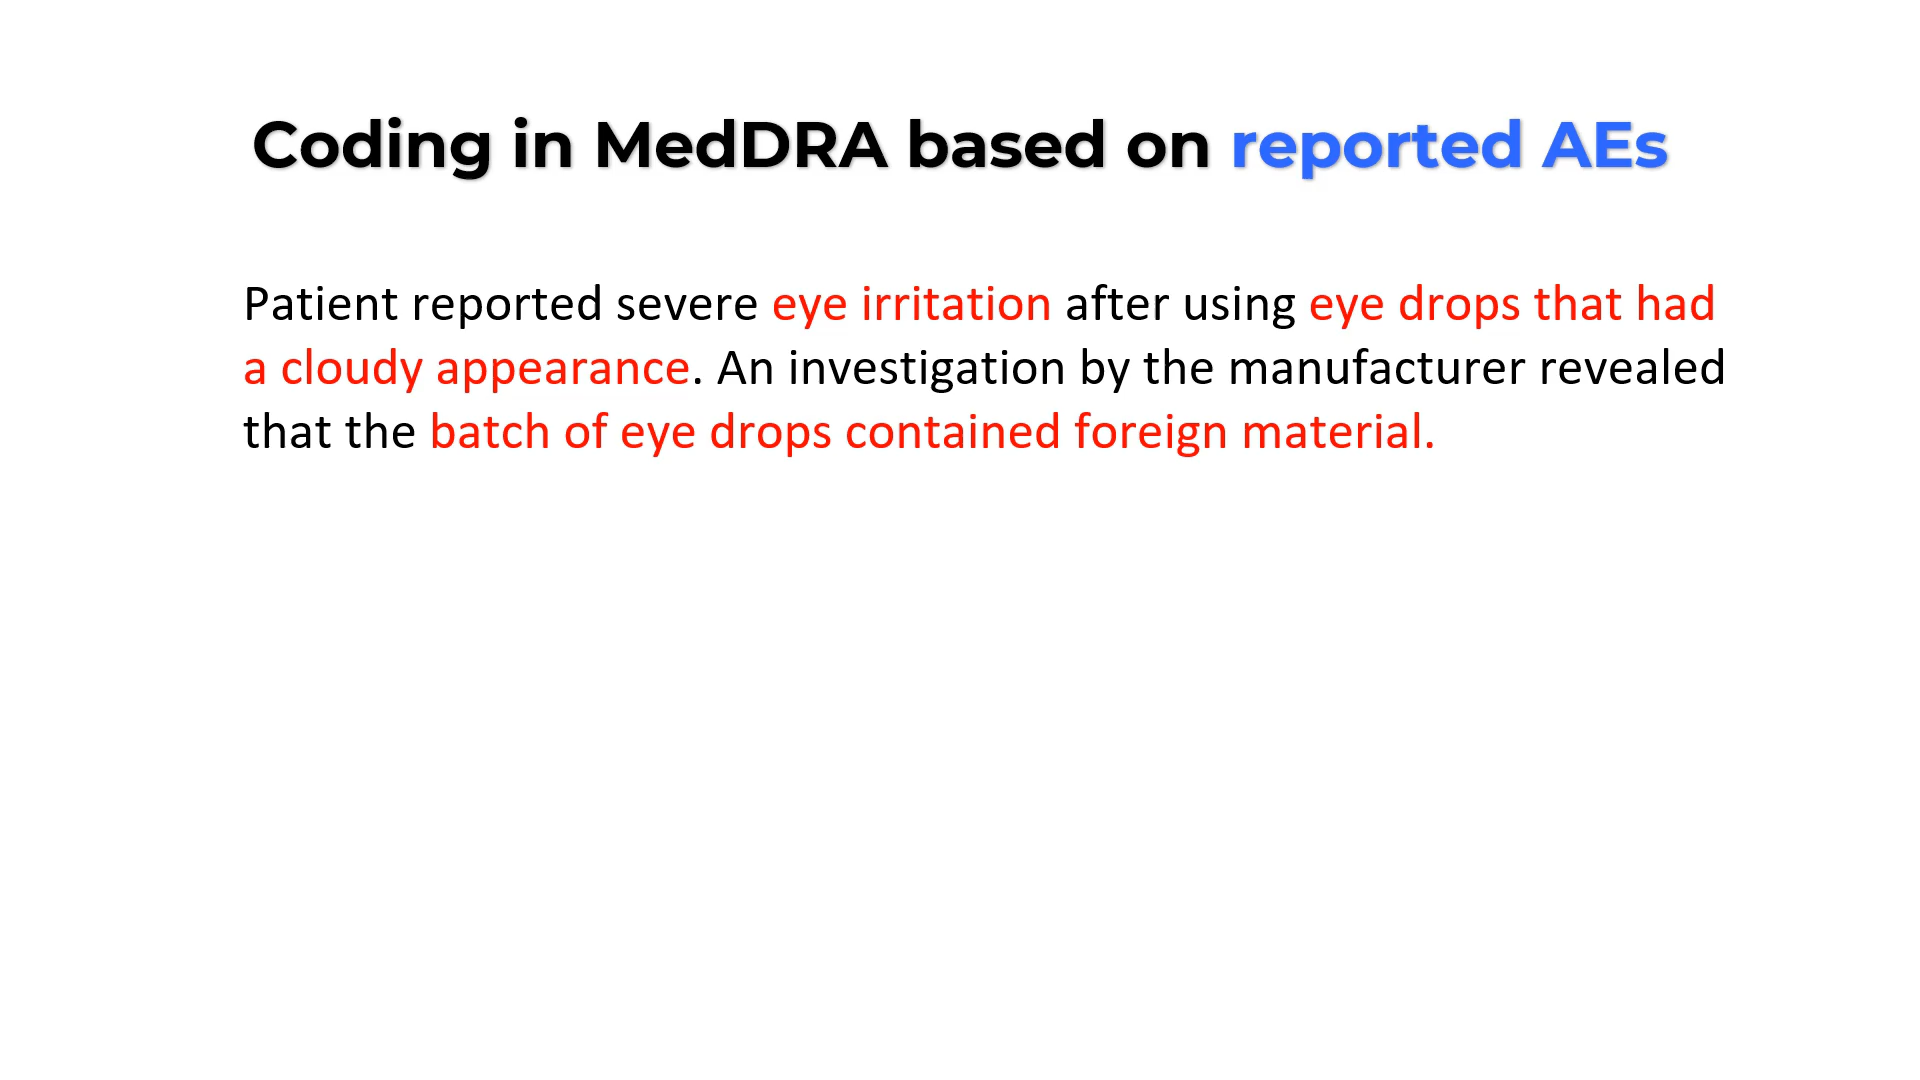 Coding in MedDRA based on reported AEs
Patient reported severe eye irritation after using eye drops that had
a cloudy appearance. An investigation by the manufacturer revealed
that the batch of eye drops contained foreign material.